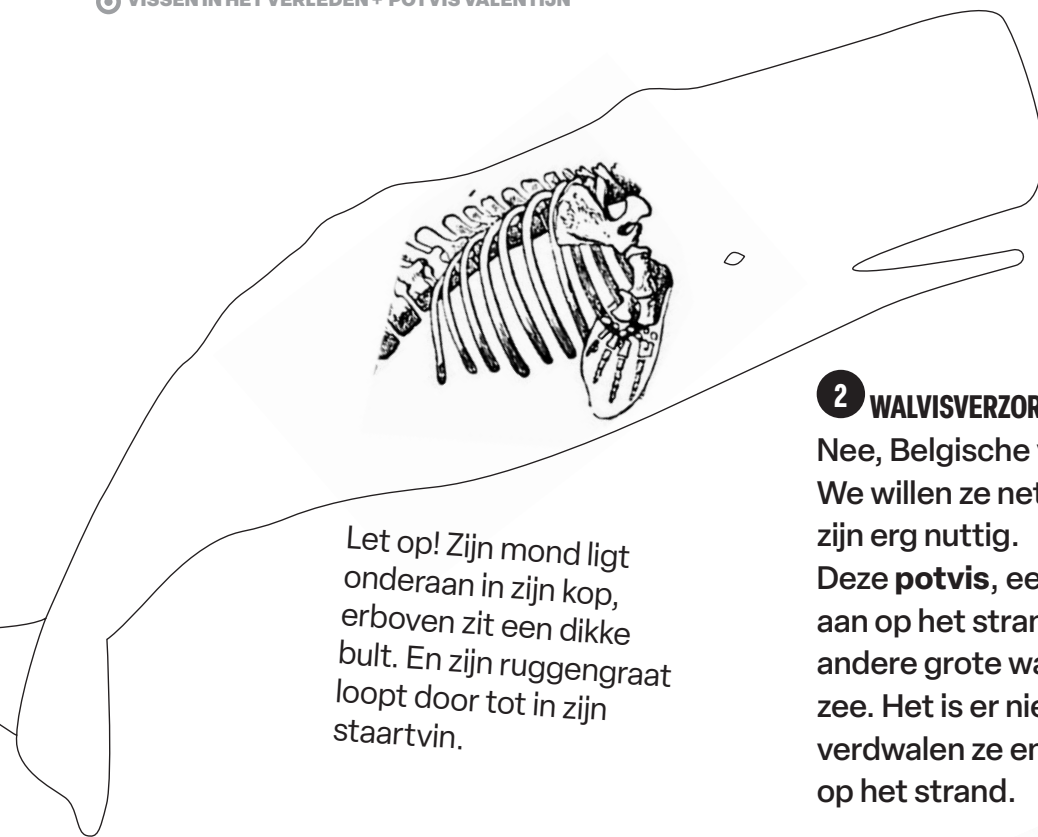 VISSEN IN HET VERLEDEN + POTVIS VALENTIJN
Let op! Zijn mond ligt
onderaan in zijn kop,
erboven zit een dikke
bult. En zijn ruggengraat
loopt door tot in zijn
staartvin.
2 WALVISVERZOR
Nee, Belgische
We willen ze net
zijn erg nuttig.
Deze potvis, ee
aan op het stran
andere grote wa
zee. Het is er nie
verdwalen ze en
op het strand.